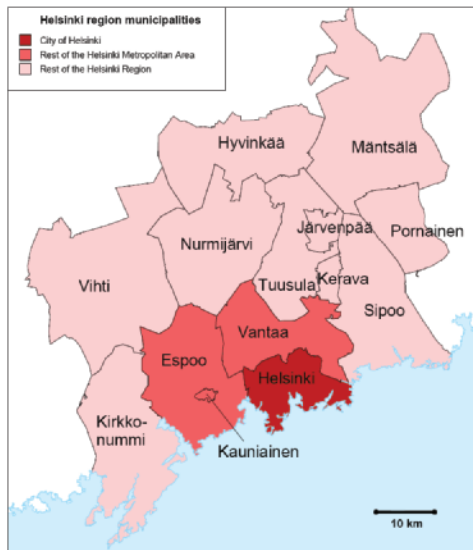 Helsinki region municipalities
City of Helsinki
Rest of the Helsinki Metropolitan Area
Rest of the Helsinki Region
Hyvinkää
Mäntsälä
Järvenpää
Pornainen
Nurmijärvi
Vihti
Tuusula
Kerava
Sipoo
Vantaa
Espoo
Helsinki
Kirkko-
nummi
Kauniainen
10 km